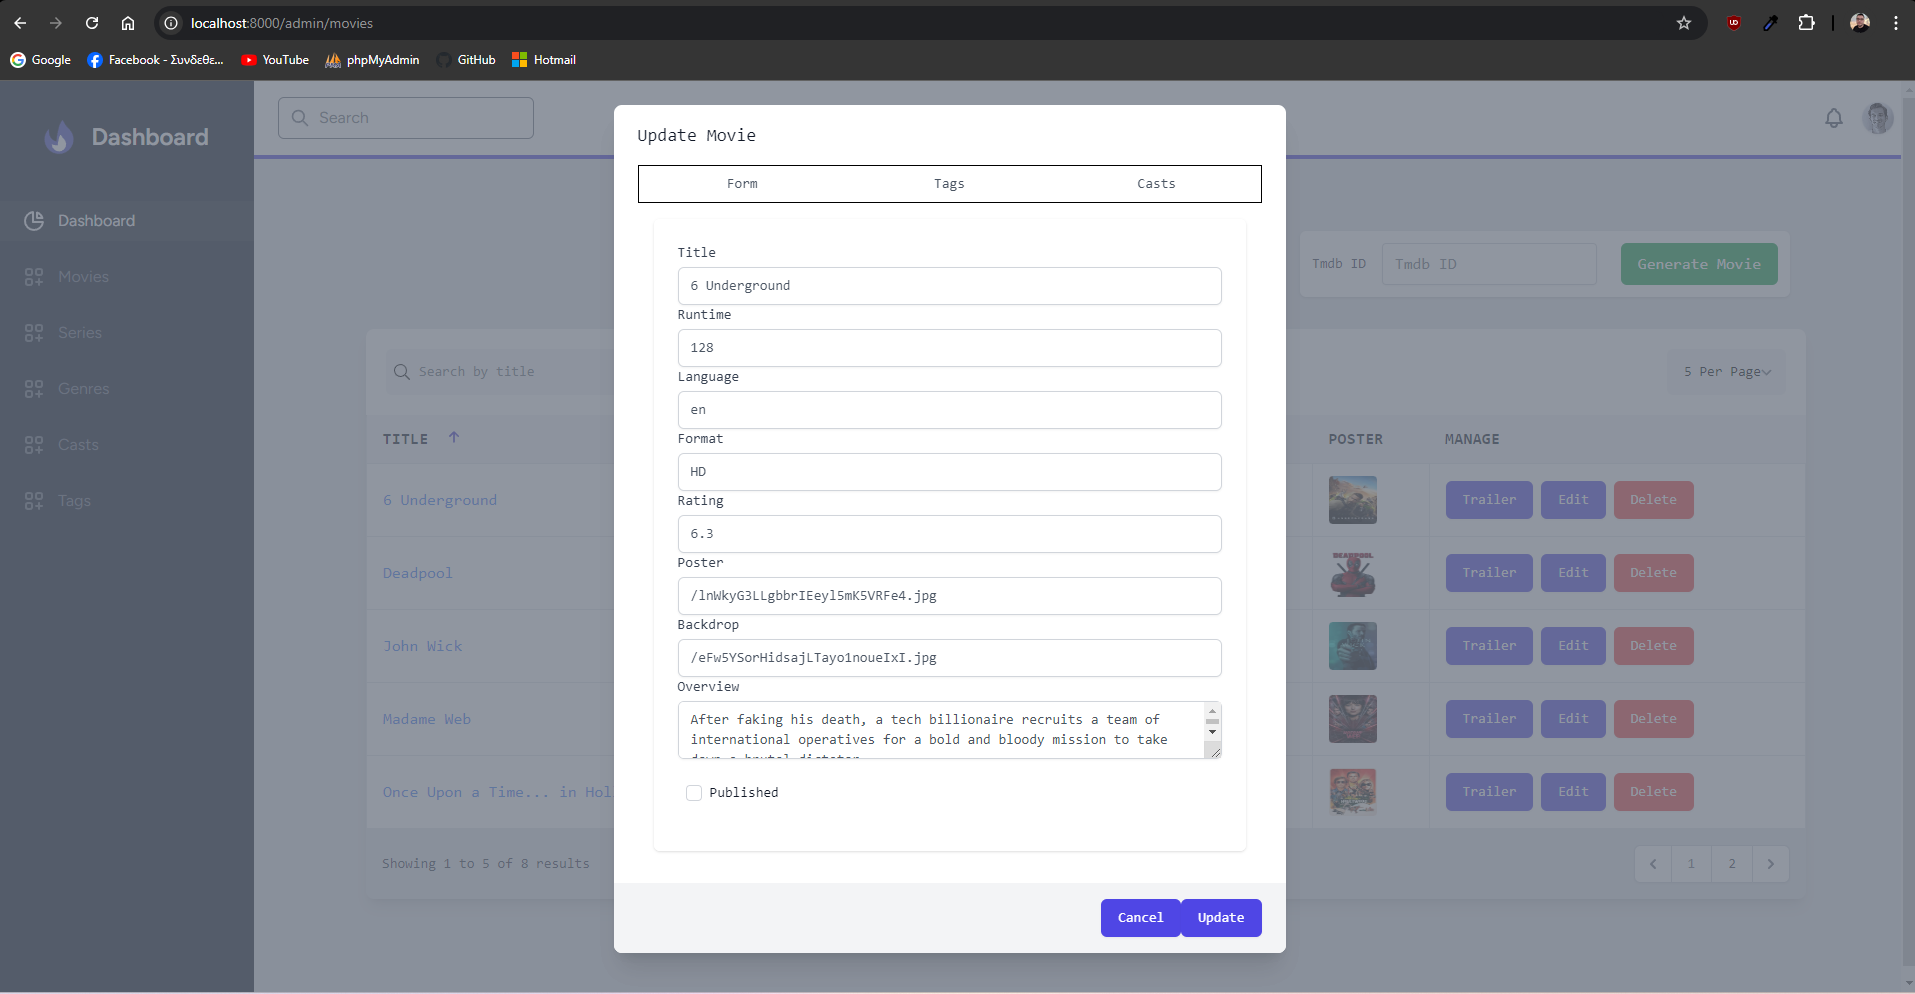 localhost:8000/admin/movies
Google
Facebook - Συνδεθε...
YouTube
phpMyAdmin
GitHub
Hotmail
Dashboard
Search
Dashboard
Movies
Series
Genres
Casts
Tags
Tmdb ID
Tmdb ID
Generate Movie
Search by title
5 Per Page
TITLE
POSTER
MANAGE
6 Underground
Trailer
Edit
Delete
Deadpool
DEADPOOL
Trailer
Edit
Delete
John Wick
Trailer
Edit
Delete
Madame Web
Trailer
Edit
Delete
Once Upon a Time... in Hol
Trailer
Edit
Delete
Showing 1 to 5 of 8 results
1
2
Update Movie
Form
Tags
Casts
Title
6 Underground
Runtime
128
Language
en
Format
HD
Rating
6.3
Poster
/lnWkyG3LLgbbrIEeyl5mK5VRFe4.jpg
Backdrop
/eFw5YSorHidsajLTayo1noueIxI.jpg
Overview
After faking his death, a tech billionaire recruits a team of
international operatives for a bold and bloody mission to take
down a brutal dictator.
Published
Cancel
Update